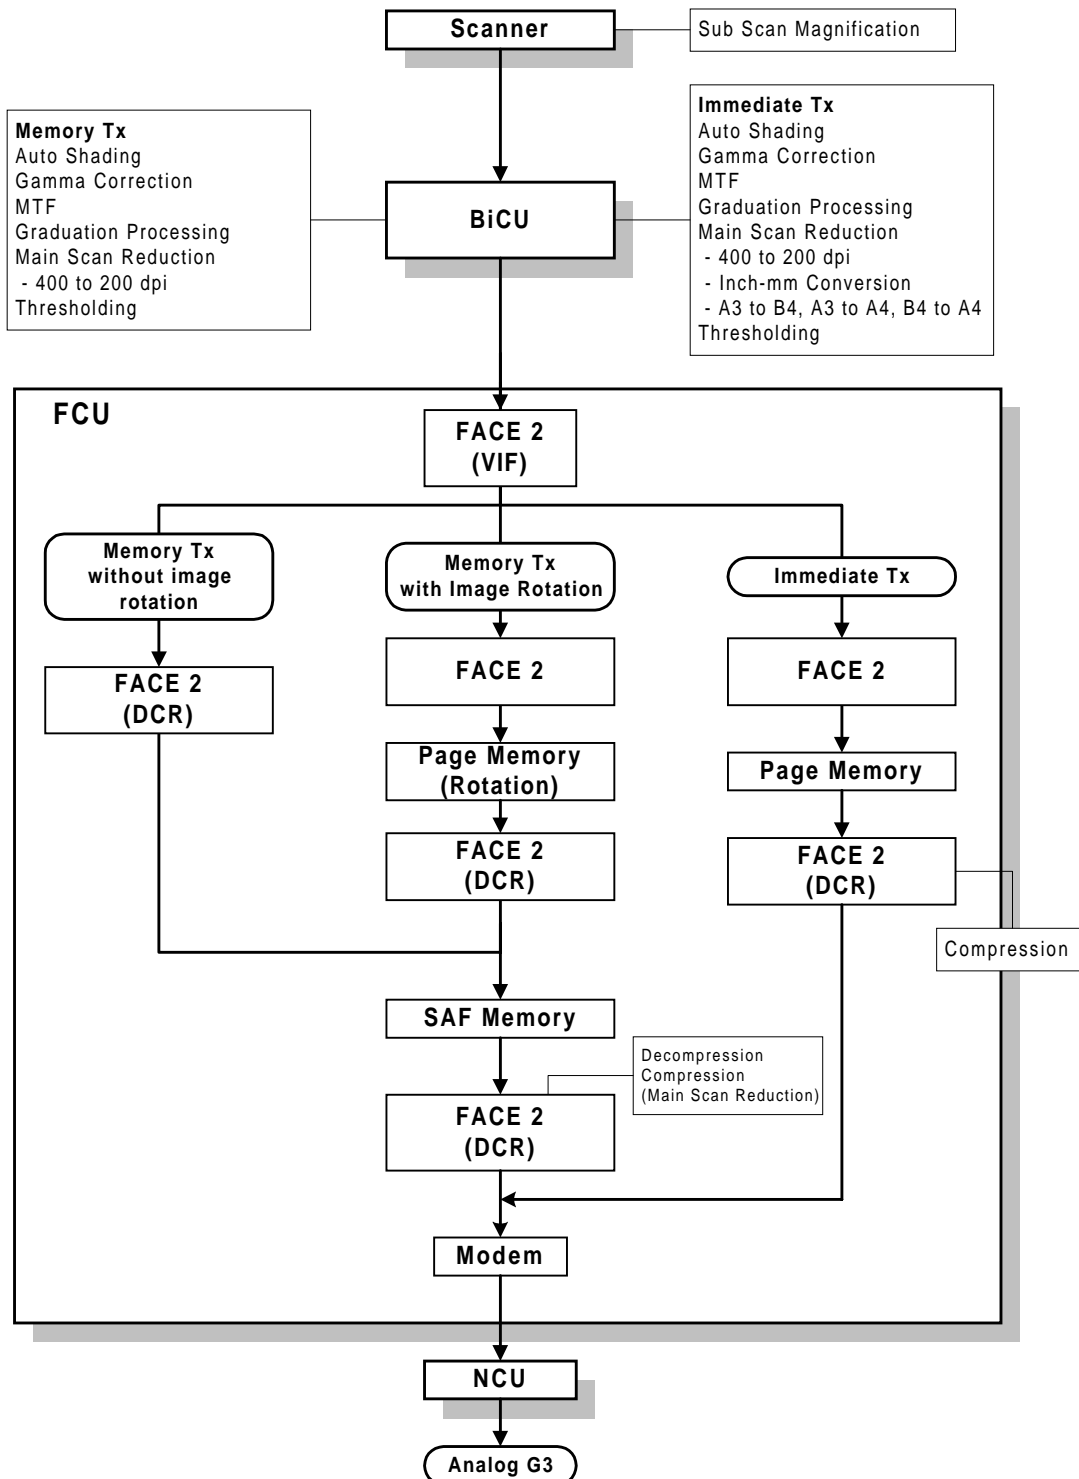 Scanner
Sub Scan Magnification
Memory Tx
Auto Shading
Gamma Correction
MTF
Graduation Processing
Main Scan Reduction
- 400 to 200 dpi
Thresholding
Immediate Tx
Auto Shading
Gamma Correction
MTF
Graduation Processing
Main Scan Reduction
- 400 to 200 dpi
- Inch-mm Conversion
- A3 to B4, A3 to A4, B4 to A4
Thresholding
BiCU
FCU
FACE 2
(VIF)
Memory Tx
without image
rotation
Memory Tx
with Image Rotation
Immediate Tx
FACE 2
(DCR)
FACE 2
FACE 2
Page Memory
(Rotation)
Page Memory
FACE 2
(DCR)
FACE 2
(DCR)
Compression
SAF Memory
Decompression
Compression
(Main Scan Reduction)
FACE 2
(DCR)
Modem
NCU
Analog G3